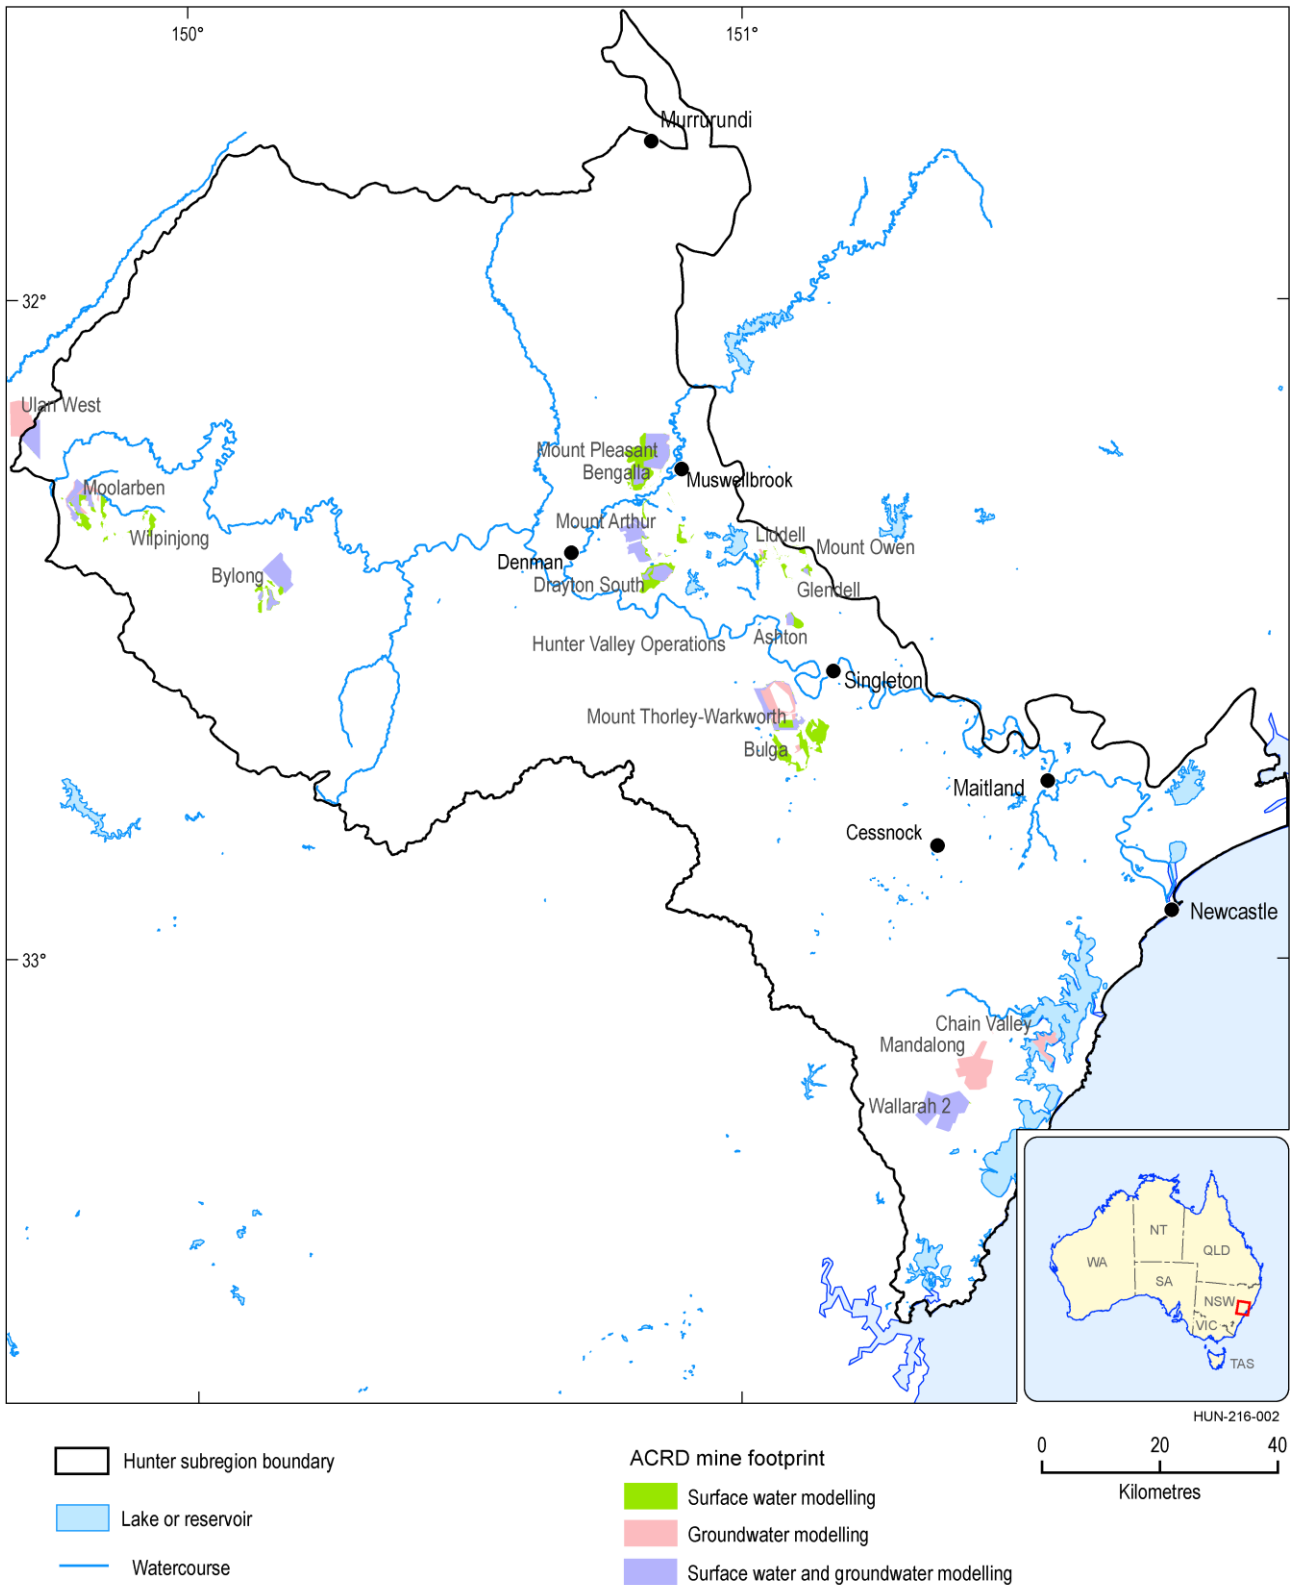 150°
151°
Murrurundi
32°
Ulan West
Mount Pleasant
Bengalla
Muswellbrook
Moolarben
Mount Arthur
Wilpinjong
Liddell
Mount Owen
Denman
Bylong
Drayton South
Glendell
Hunter Valley Operations
Ashton
Singleton
Mount Thorley-Warkworth
Bulga
Maitland
Cessnock
Newcastle
33°
Chain Valley
Mandalong
Wallarah 2
NT
QLD
WA
SA
NSW
VIC
TAS
HUN-216-002
0 20 40
Kilometres
Hunter subregion boundary
Lake or reservoir
Watercourse
ACRD mine footprint
Surface water modelling
Groundwater modelling
Surface water and groundwater modelling